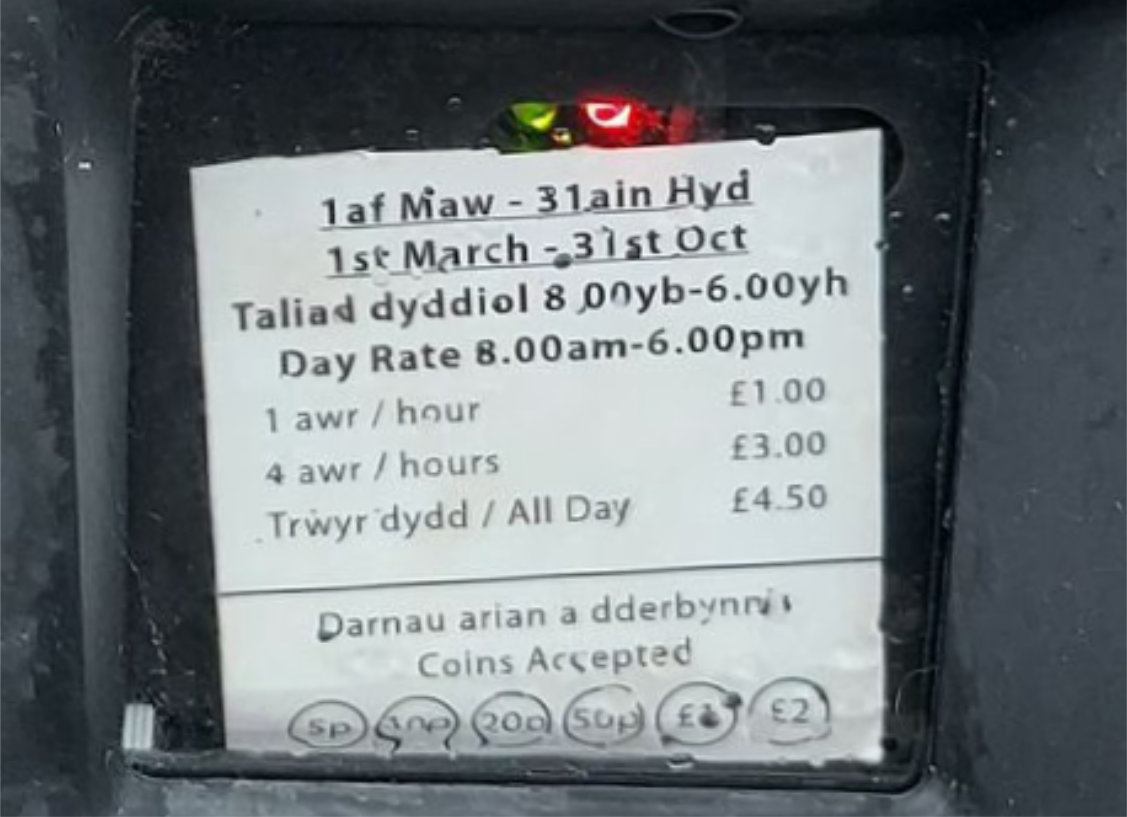 1af Maw - 31ain Hyd
1st March - 31st Oct
Taliad dyddiol 8.00yb-6.00yh
Day Rate 8.00am-6.00pm
1 awr / hour £1.00
4 awr / hours £3.00
Trwyr dydd / All Day £4.50
Darnau arian a dderbynnir
Coins Accepted
5p 10p 20p 50p £1 £2